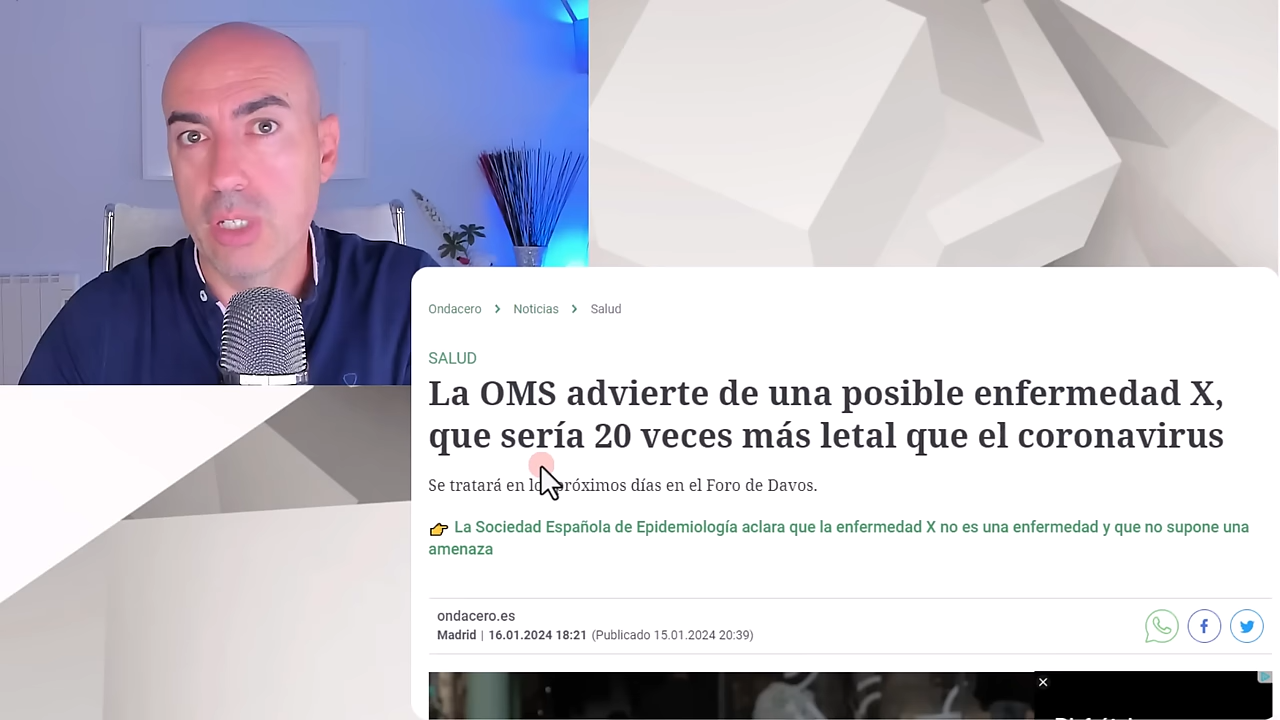 Ondacero > Noticias > Salud
SALUD
La OMS advierte de una posible enfermedad X,
que sería 20 veces más letal que el coronavirus
Se tratará en los próximos días en el Foro de Davos.
👉 La Sociedad Española de Epidemiología aclara que la enfermedad X no es una enfermedad y que no supone una
amenaza
ondacero.es
Madrid | 16.01.2024 18:21 (Publicado 15.01.2024 20:39)